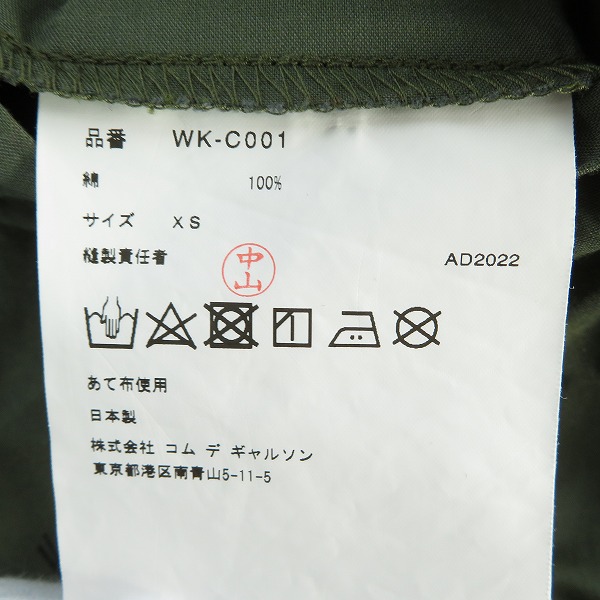 品番 WK-C001
綿 100%
サイズ XS
縫製責任者 中山 AD2022
あて布使用
日本製
株式会社 コム デ ギャルソン
東京都港区南青山5-11-5